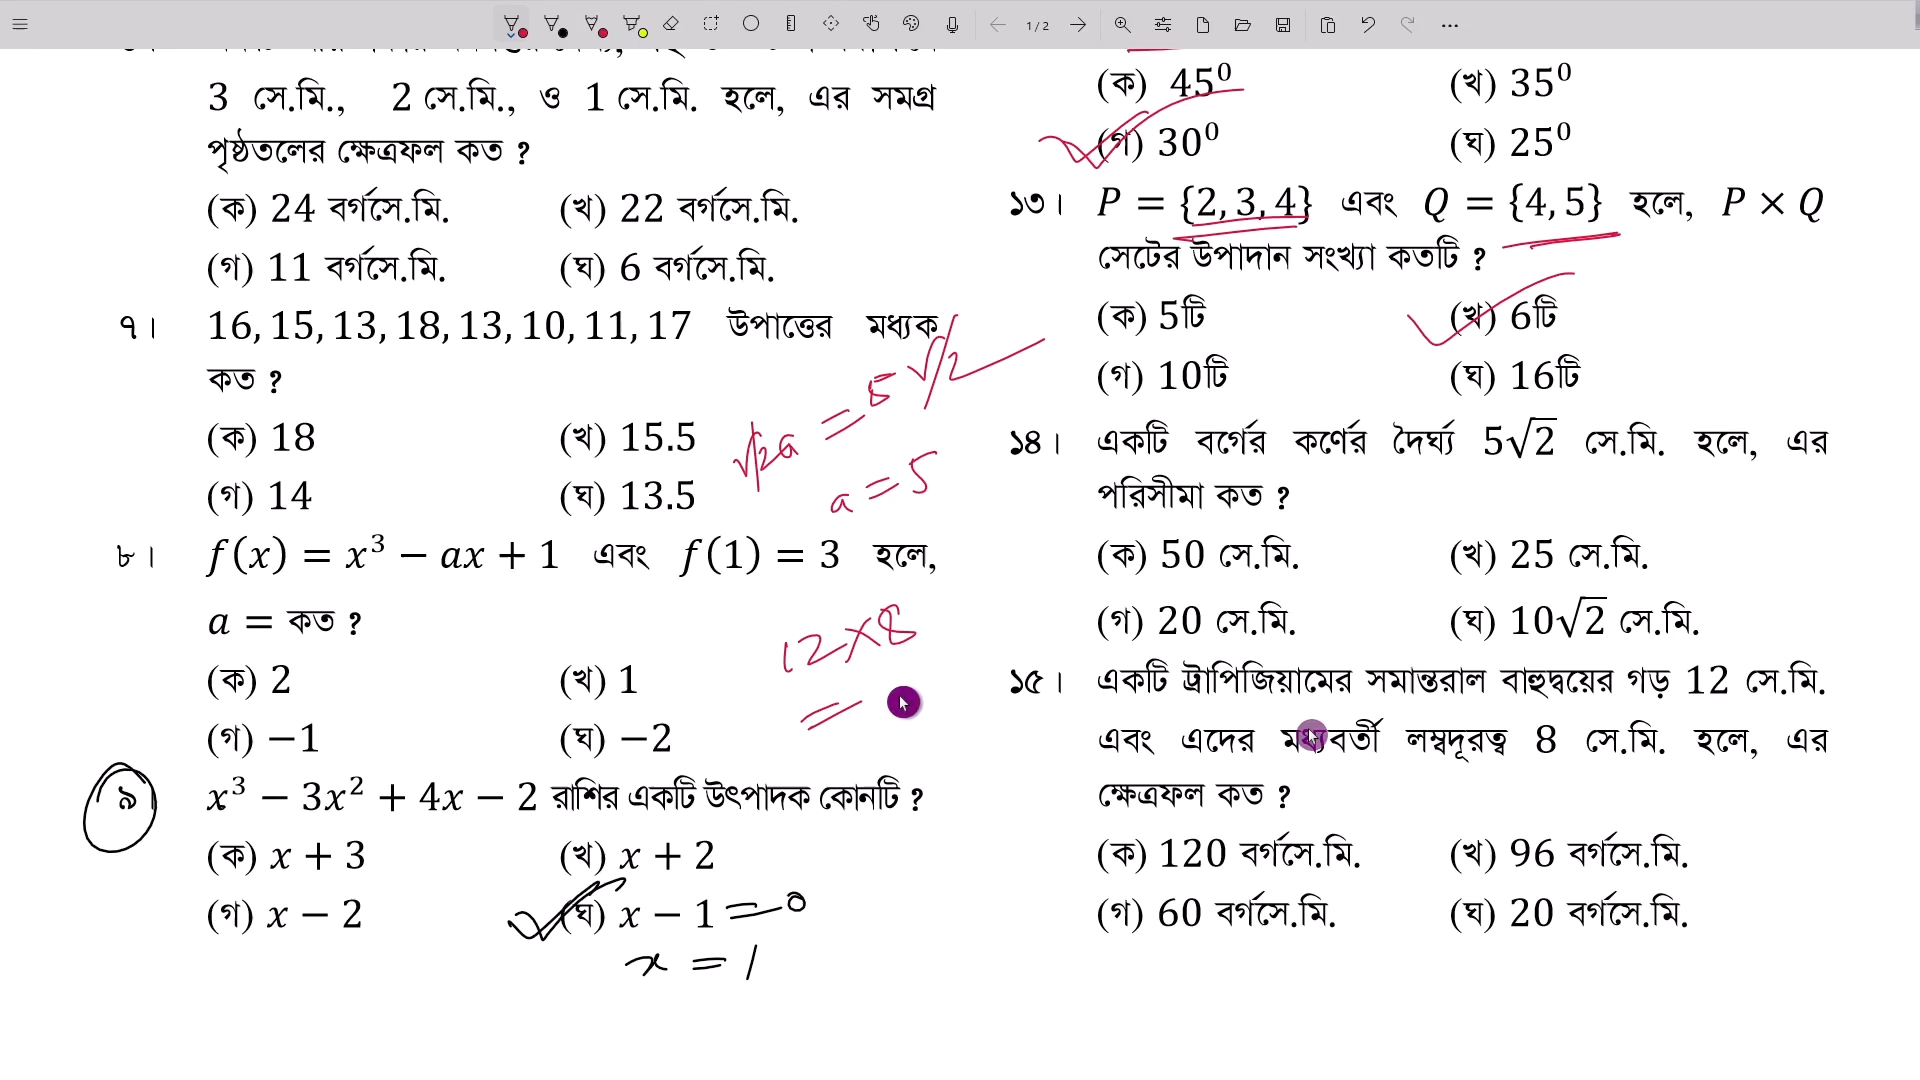 1/2
3 সে.মি., 2 সে.মি., ও 1 সে.মি. হলে, এর সমগ্র
পৃষ্ঠতলের ক্ষেত্রফল কত ?
(ক) 24 বর্গসে.মি. (খ) 22 বর্গসে.মি.
(গ) 11 বর্গসে.মি. (ঘ) 6 বর্গসে.মি.
৭। 16, 15, 13, 18, 13, 10, 11, 17 উপাত্তের মধ্যক
কত ?
(ক) 18 (খ) 15.5
(গ) 14 (ঘ) 13.5
√2a = 5√2
a = 5
৮। f(x) = x³ − ax + 1 এবং f(1) = 3 হলে,
a = কত ?
(ক) 2 (খ) 1
(গ) −1 (ঘ) −2
12×8
=
৯ x³ − 3x² + 4x − 2 রাশির একটি উৎপাদক কোনটি ?
(ক) x + 3 (খ) x + 2
(গ) x − 2 (ঘ) x − 1 = 0
x = 1
(ক) 45⁰ (খ) 35⁰
(গ) 30⁰ (ঘ) 25⁰
১৩। P = {2, 3, 4} এবং Q = {4, 5} হলে, P × Q
সেটের উপাদান সংখ্যা কতটি ?
(ক) 5টি (খ) 6টি
(গ) 10টি (ঘ) 16টি
১৪। একটি বর্গের কর্ণের দৈর্ঘ্য 5√2 সে.মি. হলে, এর
পরিসীমা কত ?
(ক) 50 সে.মি. (খ) 25 সে.মি.
(গ) 20 সে.মি. (ঘ) 10√2 সে.মি.
১৫। একটি ট্রাপিজিয়ামের সমান্তরাল বাহুদ্বয়ের গড় 12 সে.মি.
এবং এদের মধ্যবর্তী লম্বদূরত্ব 8 সে.মি. হলে, এর
ক্ষেত্রফল কত ?
(ক) 120 বর্গসে.মি. (খ) 96 বর্গসে.মি.
(গ) 60 বর্গসে.মি. (ঘ) 20 বর্গসে.মি.